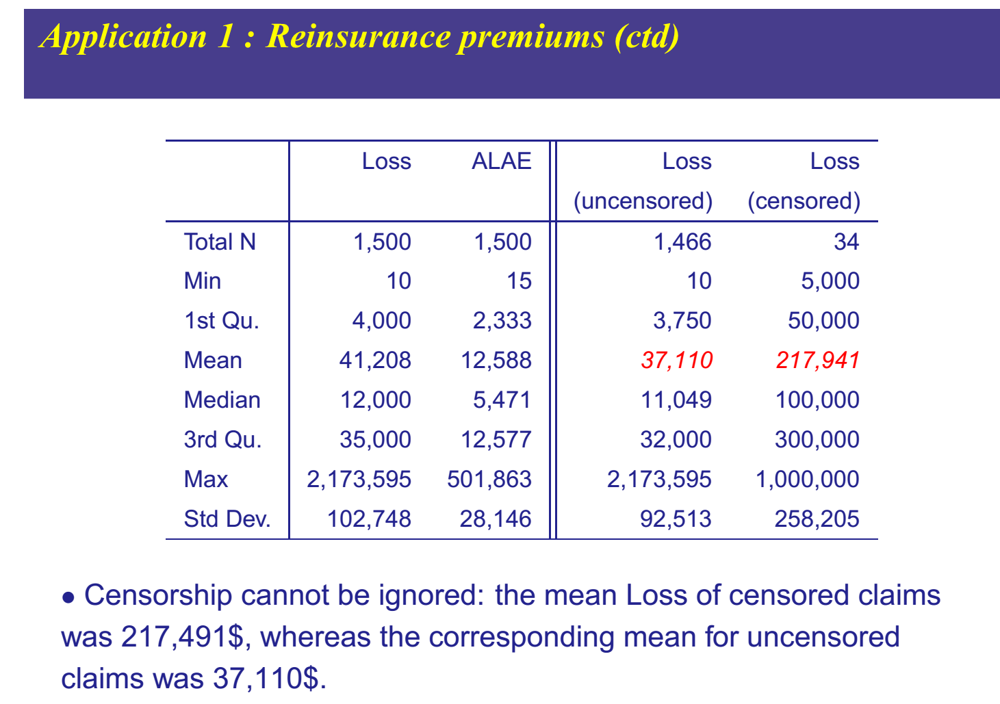 Application 1 : Reinsurance premiums (ctd)
Loss ALAE Loss Loss
(uncensored) (censored)
Total N 1,500 1,500 1,466 34
Min 10 15 10 5,000
1st Qu. 4,000 2,333 3,750 50,000
Mean 41,208 12,588 37,110 217,941
Median 12,000 5,471 11,049 100,000
3rd Qu. 35,000 12,577 32,000 300,000
Max 2,173,595 501,863 2,173,595 1,000,000
Std Dev. 102,748 28,146 92,513 258,205
● Censorship cannot be ignored: the mean Loss of censored claims
was 217,491$, whereas the corresponding mean for uncensored
claims was 37,110$.